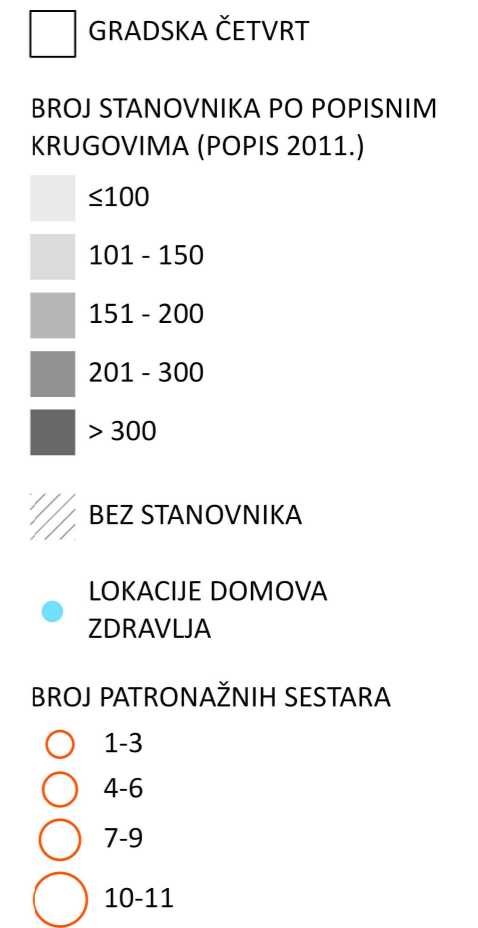 GRADSKA ČETVRT
BROJ STANOVNIKA PO POPISNIM
KRUGOVIMA (POPIS 2011.)
≤100
101 - 150
151 - 200
201 - 300
> 300
BEZ STANOVNIKA
LOKACIJE DOMOVA
ZDRAVLJA
BROJ PATRONAŽNIH SESTARA
1-3
4-6
7-9
10-11